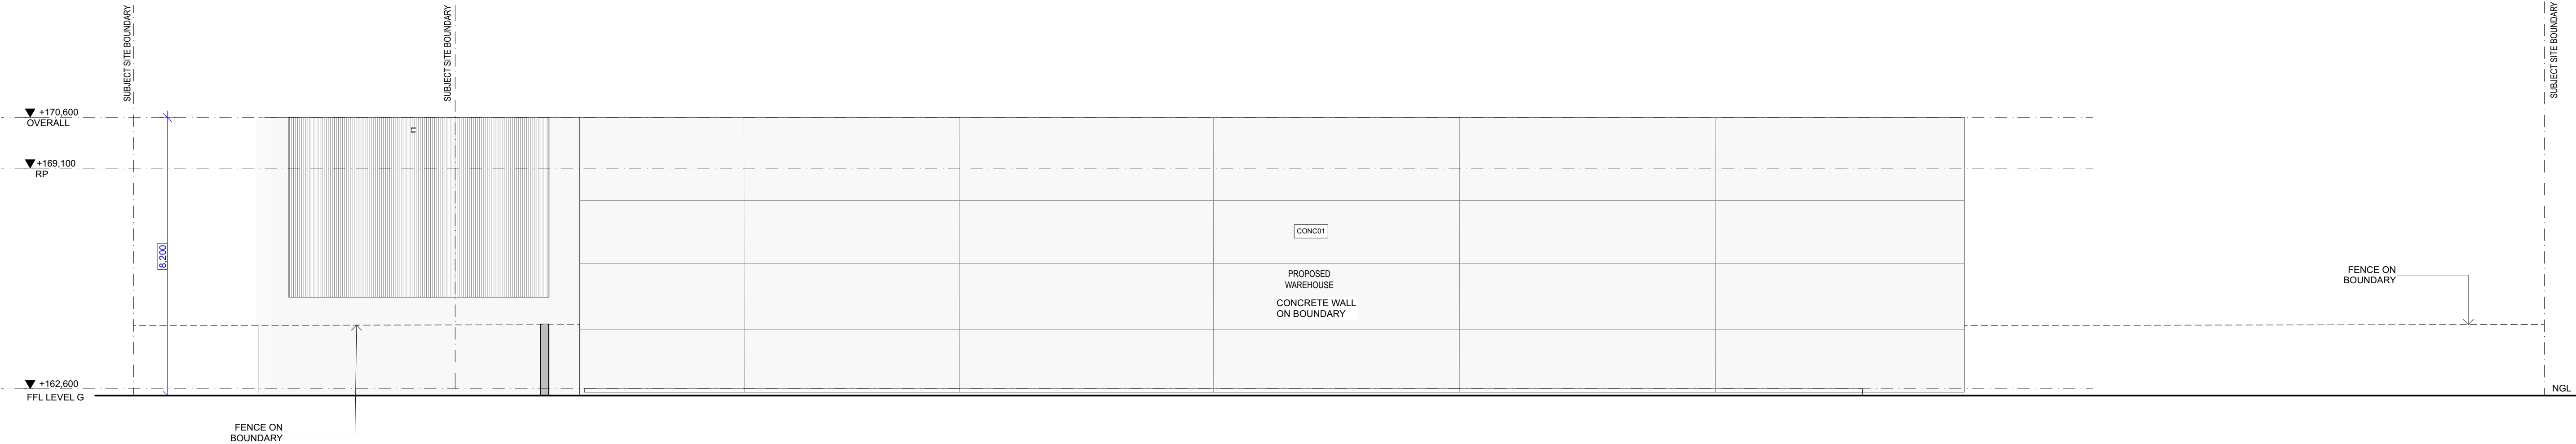 SUBJECT SITE BOUNDARY
SUBJECT SITE BOUNDARY
SUBJECT SITE BOUNDARY
+170,600
OVERALL
+169,100
RP
8,200
CONC01
PROPOSED
WAREHOUSE
CONCRETE WALL
ON BOUNDARY
FENCE ON
BOUNDARY
+162,600
FFL LEVEL G
NGL
FENCE ON
BOUNDARY